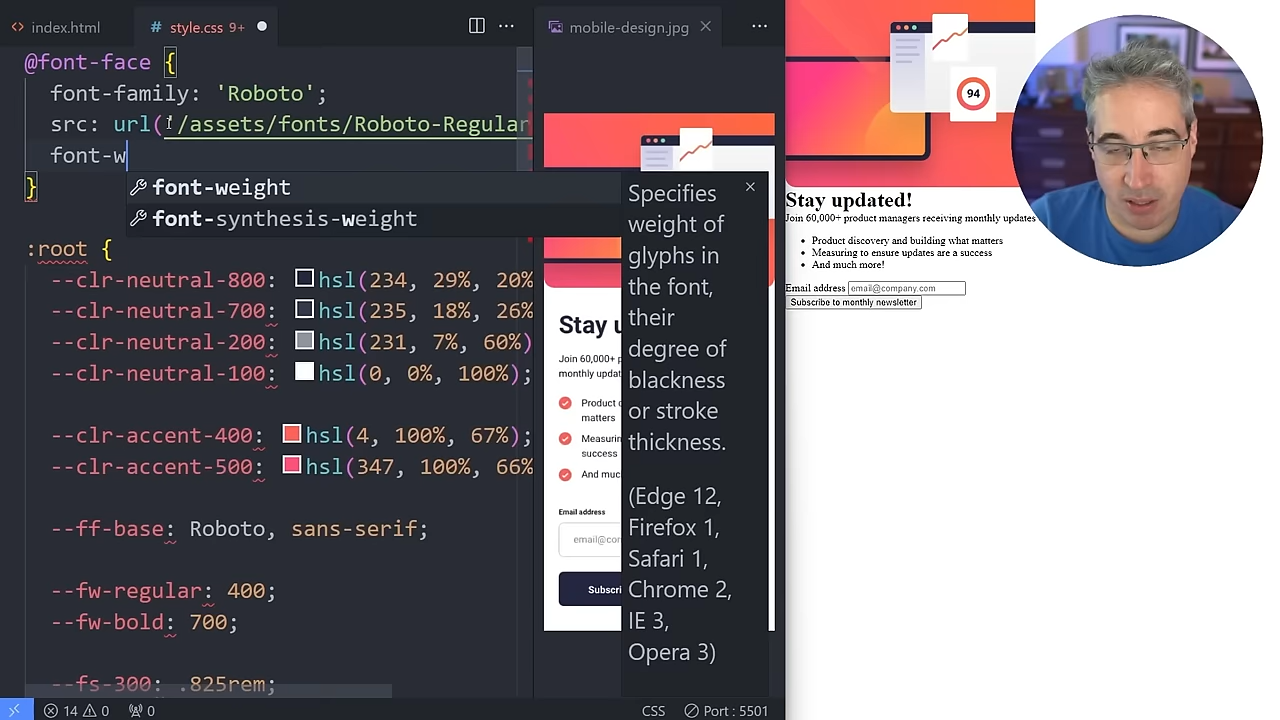 index.html
# style.css 9+
mobile-design.jpg
@font-face {
font-family: 'Roboto';
src: url('/assets/fonts/Roboto-Regular
font-w
}
font-weight
font-synthesis-weight
:root {
--clr-neutral-800: hsl(234, 29%, 20%
--clr-neutral-700: hsl(235, 18%, 26%
--clr-neutral-200: hsl(231, 7%, 60%)
--clr-neutral-100: hsl(0, 0%, 100%);
--clr-accent-400: hsl(4, 100%, 67%);
--clr-accent-500: hsl(347, 100%, 66%
--ff-base: Roboto, sans-serif;
--fw-regular: 400;
--fw-bold: 700;
--fs-300: .825rem;
Specifies
weight of
glyphs in
the font,
their
degree of
blackness
or stroke
thickness.
(Edge 12,
Firefox 1,
Safari 1,
Chrome 2,
IE 3,
Opera 3)
Stay u
Join 60,000+ p
monthly updat
Product d
matters
Measurin
success
And muc
Email address
email@con
Subscri
94
Stay updated!
Join 60,000+ product managers receiving monthly updates
Product discovery and building what matters
Measuring to ensure updates are a success
And much more!
Email address email@company.com
Subscribe to monthly newsletter
14 0 0
CSS
Port : 5501